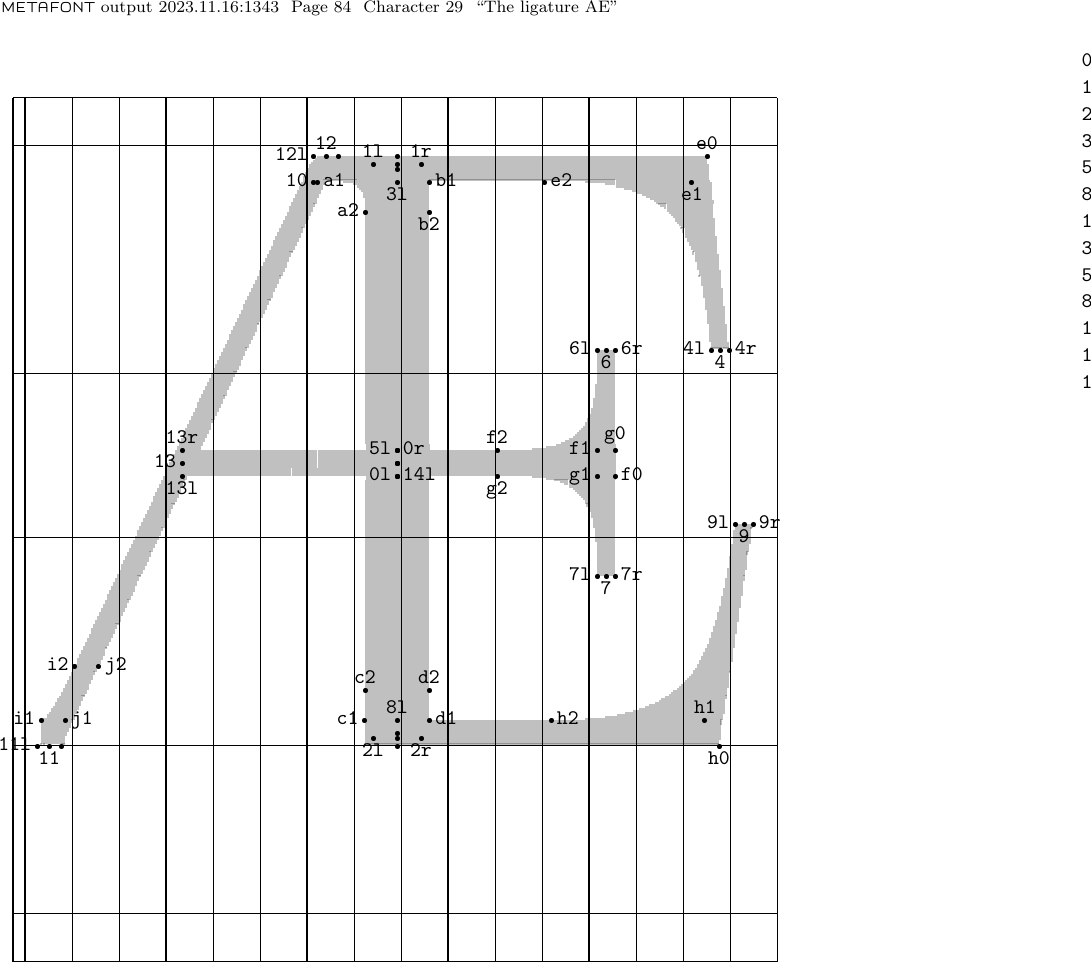 METAFONT output 2023.11.16:1343 Page 84 Character 29 “The ligature AE”
0
1
2
3
5
8
1
3
5
8
1
1
1
12l 12 1l 1r e0
10 a1 3l b1 e2 e1
a2 b2
6l 6r 4l 4r
6 4
13r 5l 0r f2 f1 g0
13 0l 14l g1 f0
13l g2
9l 9r
9
7l 7r
7
i2 j2 c2 d2
i1 j1 c1 8l d1 h2 h1
11l 11 2l 2r h0